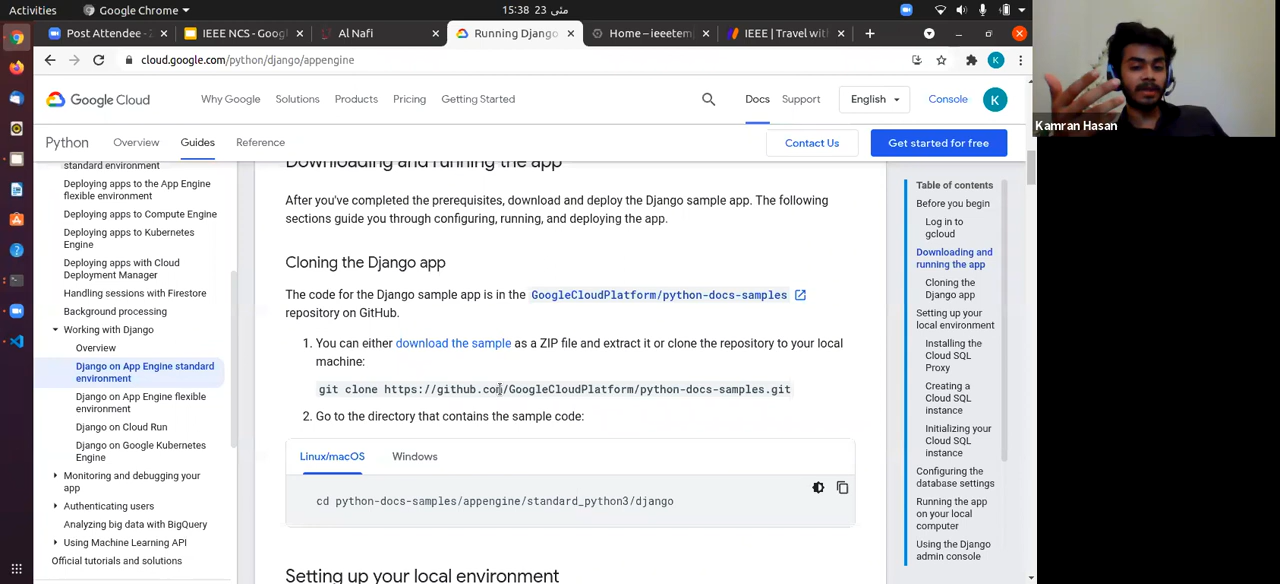 Activities
Google Chrome
15:38 23 مئی
Post Attendee - Z
IEEE NCS - Goog
Al Nafi
Running Django
Home – ieeetem
IEEE | Travel wit
cloud.google.com/python/django/appengine
K
Google Cloud
Why Google
Solutions
Products
Pricing
Getting Started
Docs
Support
English
Console
K
Python
Overview
Guides
Reference
Contact Us
Get started for free
standard environment
Deploying apps to the App Engine
flexible environment
Deploying apps to Compute Engine
Deploying apps to Kubernetes
Engine
Deploying apps with Cloud
Deployment Manager
Handling sessions with Firestore
Background processing
Working with Django
Overview
Django on App Engine standard
environment
Django on App Engine flexible
environment
Django on Cloud Run
Django on Google Kubernetes
Engine
Monitoring and debugging your
app
Authenticating users
Analyzing big data with BigQuery
Using Machine Learning API
Official tutorials and solutions
Downloading and running the app
After you've completed the prerequisites, download and deploy the Django sample app. The following
sections guide you through configuring, running, and deploying the app.
Cloning the Django app
The code for the Django sample app is in the GoogleCloudPlatform/python-docs-samples
repository on GitHub.
1. You can either download the sample as a ZIP file and extract it or clone the repository to your local
machine:
git clone https://github.com/GoogleCloudPlatform/python-docs-samples.git
2. Go to the directory that contains the sample code:
Linux/macOS
Windows
cd python-docs-samples/appengine/standard_python3/django
Setting up your local environment
Table of contents
Before you begin
Log in to
gcloud
Downloading and
running the app
Cloning the
Django app
Setting up your
local environment
Installing the
Cloud SQL
Proxy
Creating a
Cloud SQL
instance
Initializing your
Cloud SQL
instance
Configuring the
database settings
Running the app
on your local
computer
Using the Django
admin console
Kamran Hasan